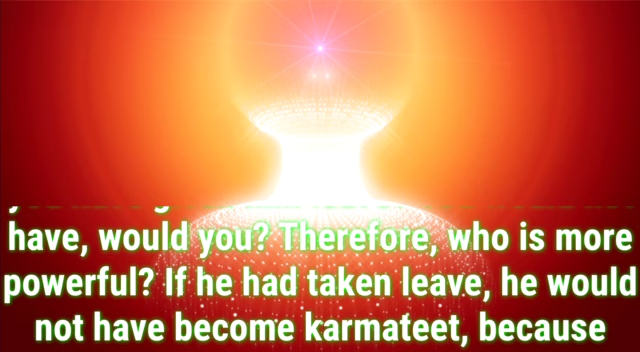 have, would you? Therefore, who is more
powerful? If he had taken leave, he would
not have become karmateet, because